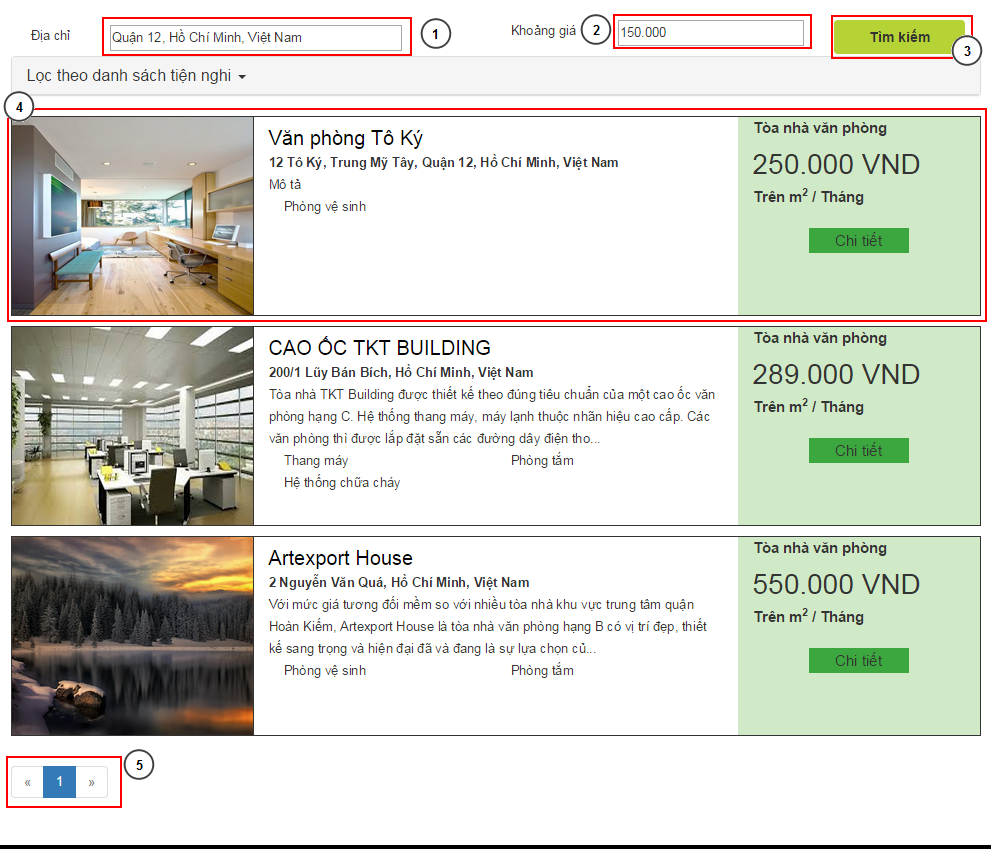 Địa chỉ
Quận 12, Hồ Chí Minh, Việt Nam
1
Khoảng giá
2
150.000
Tìm kiếm
3
Lọc theo danh sách tiện nghi
4
Văn phòng Tô Ký
12 Tô Ký, Trung Mỹ Tây, Quận 12, Hồ Chí Minh, Việt Nam
Mô tả
Phòng vệ sinh
Tòa nhà văn phòng
250.000 VND
Trên m² / Tháng
Chi tiết
CAO ỐC TKT BUILDING
200/1 Lũy Bán Bích, Hồ Chí Minh, Việt Nam
Tòa nhà TKT Building được thiết kế theo đúng tiêu chuẩn của một cao ốc văn
phòng hạng C. Hệ thống thang máy, máy lạnh thuộc nhãn hiệu cao cấp. Các
văn phòng thì được lắp đặt sẵn các đường dây điện tho...
Thang máy Phòng tắm
Hệ thống chữa cháy
Tòa nhà văn phòng
289.000 VND
Trên m² / Tháng
Chi tiết
Artexport House
2 Nguyễn Văn Quá, Hồ Chí Minh, Việt Nam
Với mức giá tương đối mềm so với nhiều tòa nhà khu vực trung tâm quận
Hoàn Kiếm, Artexport House là tòa nhà văn phòng hạng B có vị trí đẹp, thiết
kế sang trọng và hiện đại đã và đang là sự lựa chọn củ...
Phòng vệ sinh Phòng tắm
Tòa nhà văn phòng
550.000 VND
Trên m² / Tháng
Chi tiết
« 1 »
5